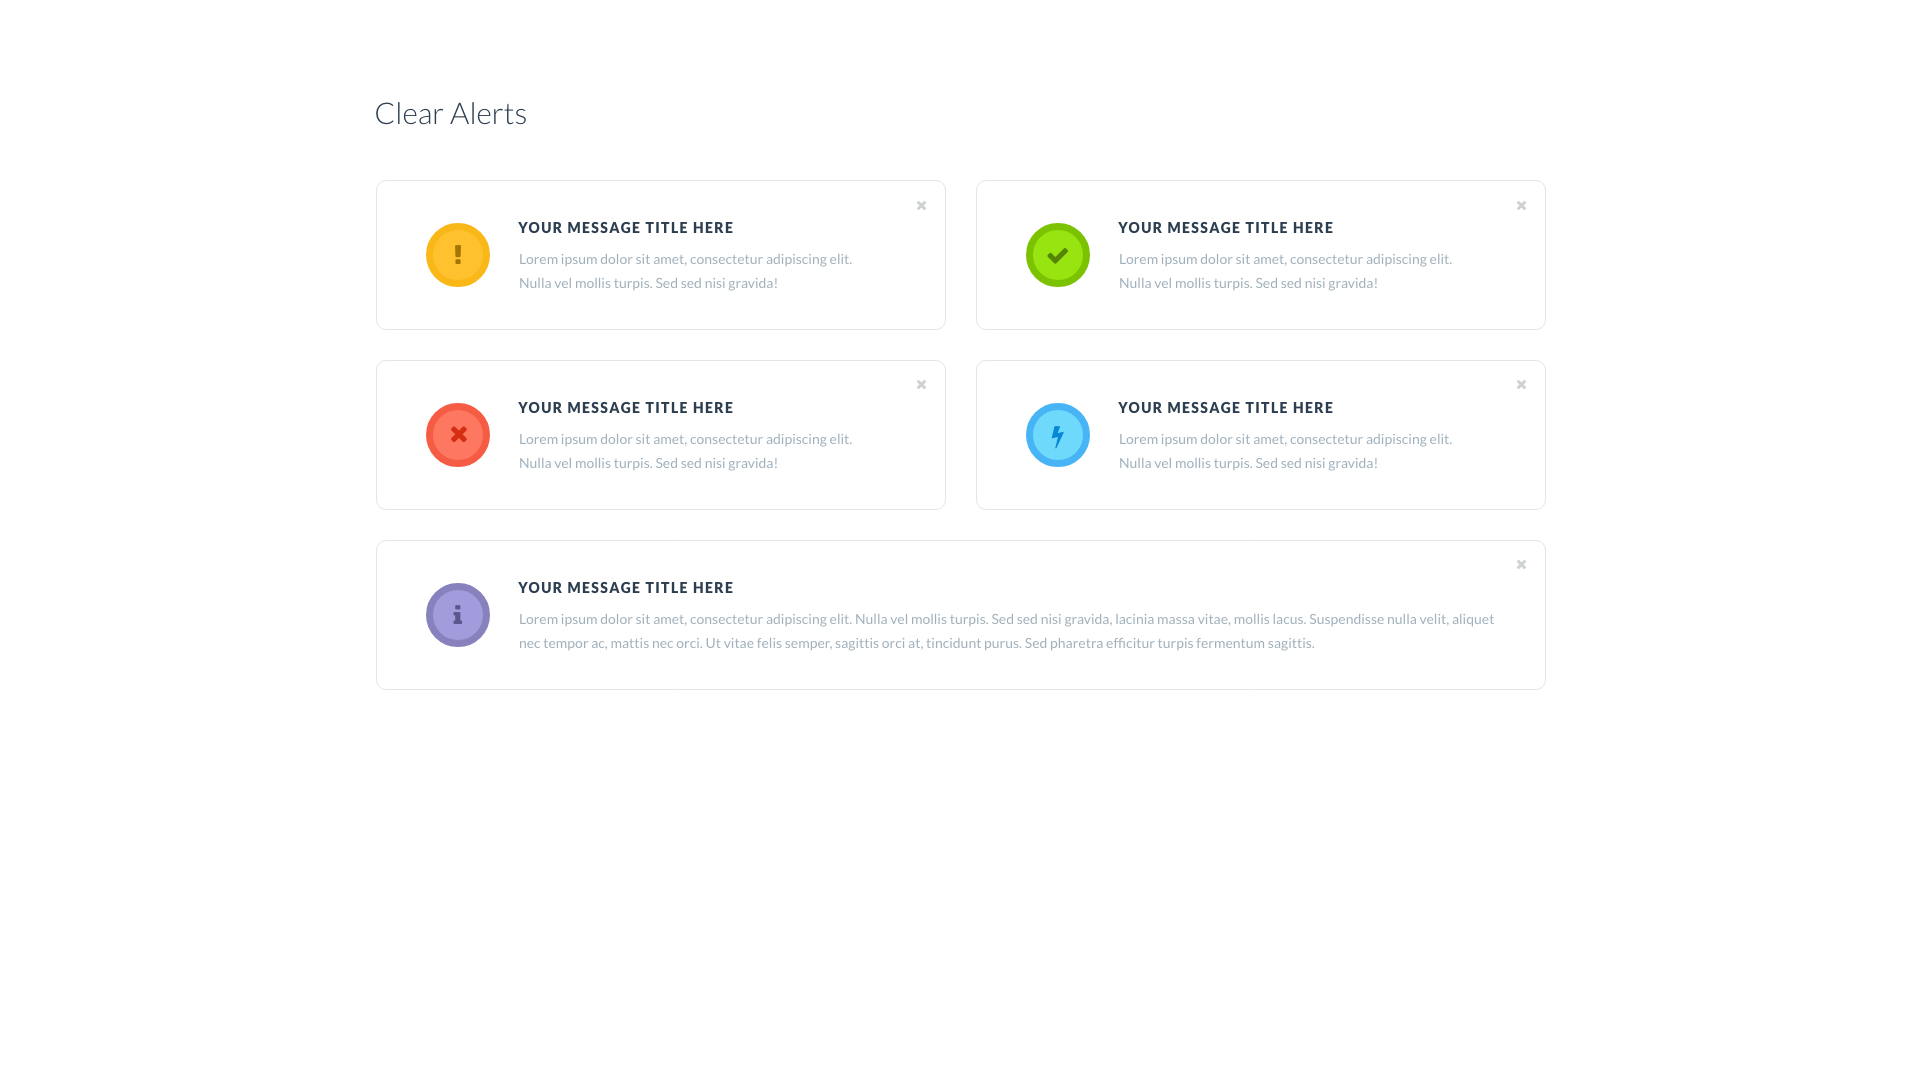 Clear Alerts
YOUR MESSAGE TITLE HERE
Lorem ipsum dolor sit amet, consectetur adipiscing elit.
Nulla vel mollis turpis. Sed sed nisi gravida!
YOUR MESSAGE TITLE HERE
Lorem ipsum dolor sit amet, consectetur adipiscing elit.
Nulla vel mollis turpis. Sed sed nisi gravida!
YOUR MESSAGE TITLE HERE
Lorem ipsum dolor sit amet, consectetur adipiscing elit.
Nulla vel mollis turpis. Sed sed nisi gravida!
YOUR MESSAGE TITLE HERE
Lorem ipsum dolor sit amet, consectetur adipiscing elit.
Nulla vel mollis turpis. Sed sed nisi gravida!
YOUR MESSAGE TITLE HERE
Lorem ipsum dolor sit amet, consectetur adipiscing elit. Nulla vel mollis turpis. Sed sed nisi gravida, lacinia massa vitae, mollis lacus. Suspendisse nulla velit, aliquet
nec tempor ac, mattis nec orci. Ut vitae felis semper, sagittis orci at, tincidunt purus. Sed pharetra efficitur turpis fermentum sagittis.